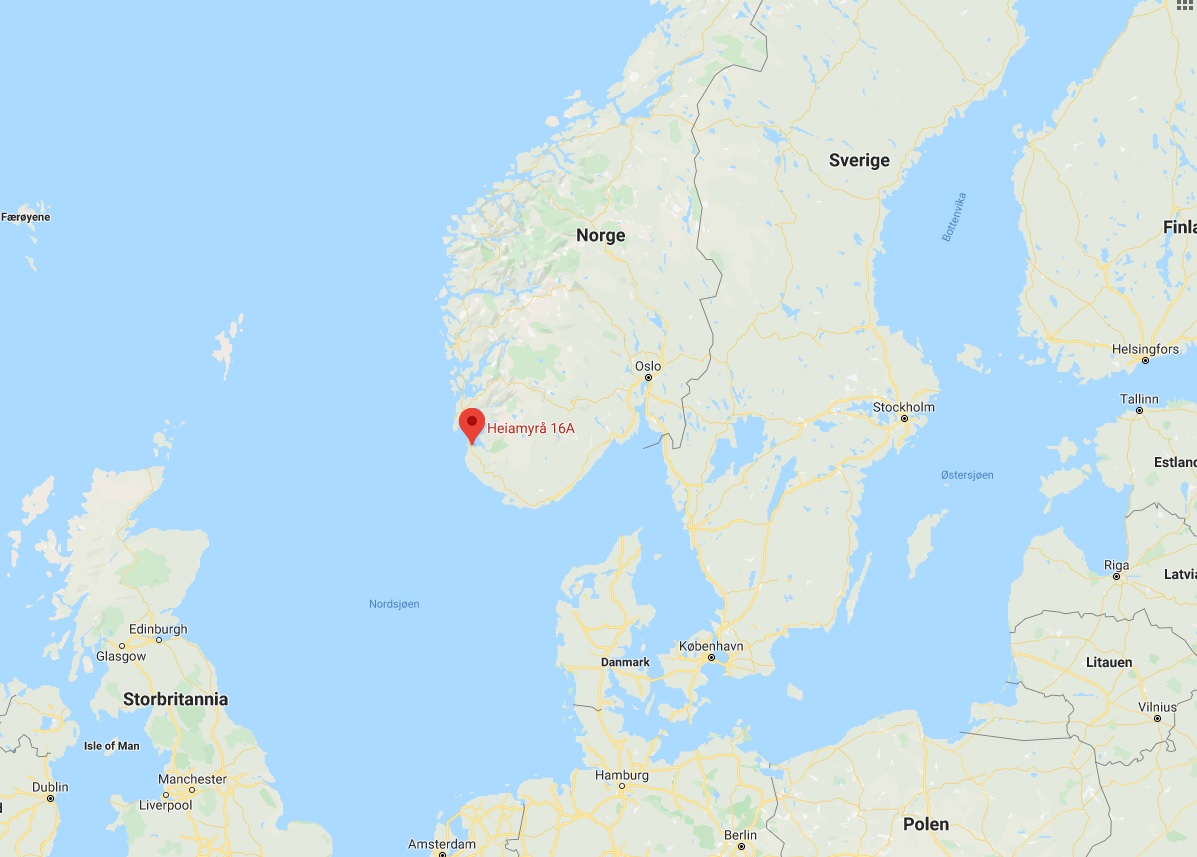 Sverige
Færøyene
Bottenvika
Norge
Finla
Helsingfors
Oslo
Tallinn
Stockholm
Heiamyrå 16A
Estland
Østersjøen
Riga
Latvia
Nordsjøen
Edinburgh
København
Glasgow
Danmark
Litauen
Storbritannia
Vilnius
Isle of Man
Hamburg
Manchester
Dublin
Liverpool
Polen
Berlin
Amsterdam